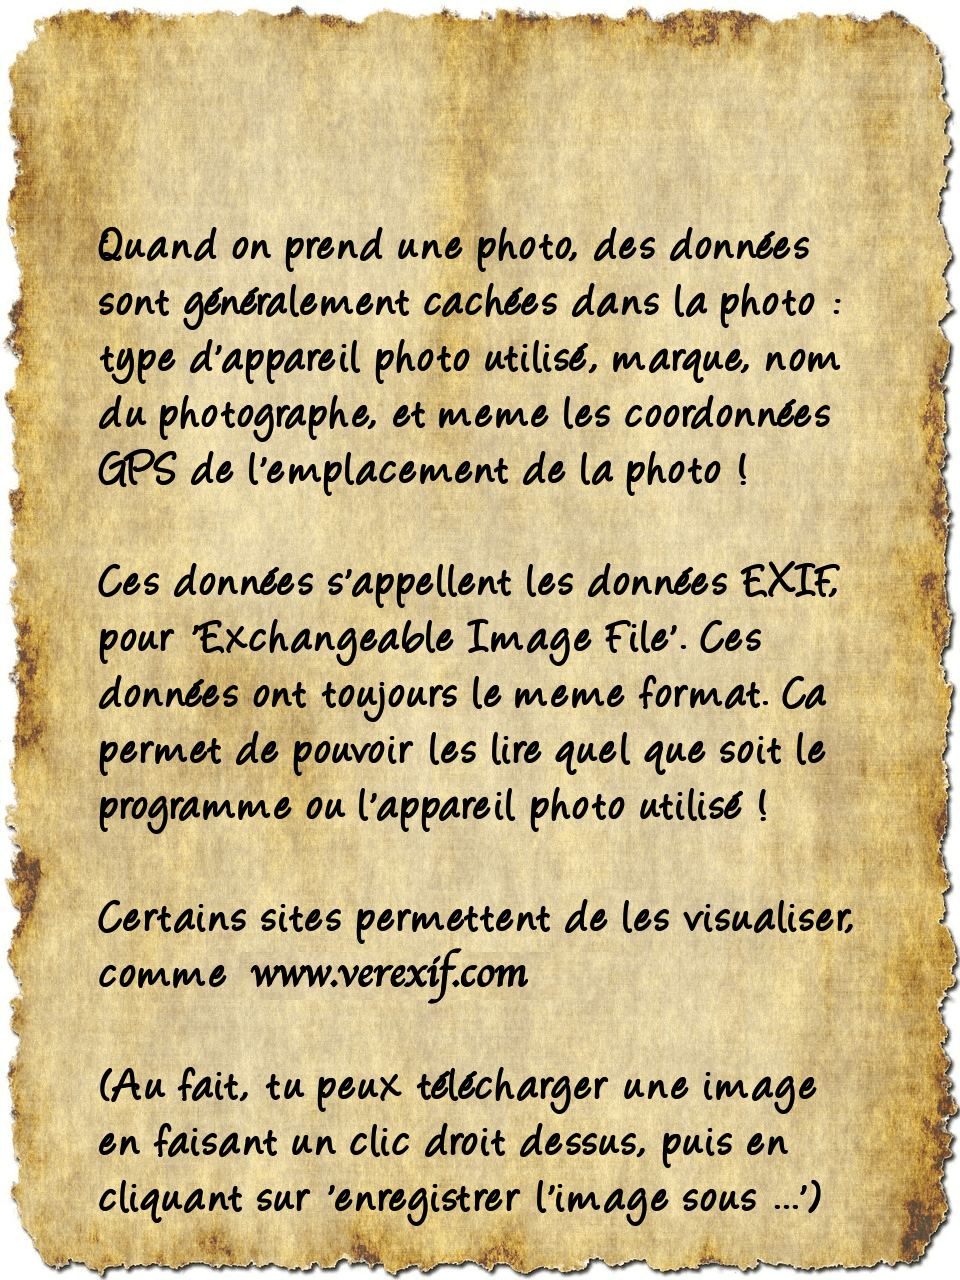 Quand on prend une photo, des données
sont généralement cachées dans la photo :
type d'appareil photo utilisé, marque, nom
du photographe, et meme les coordonnées
GPS de l'emplacement de la photo !
Ces données s'appellent les données EXIF,
pour 'Exchangeable Image File'. Ces
données ont toujours le meme format. Ca
permet de pouvoir les lire quel que soit le
programme ou l'appareil photo utilisé !
Certains sites permettent de les visualiser,
comme www.verexif.com
(Au fait, tu peux télécharger une image
en faisant un clic droit dessus, puis en
cliquant sur 'enregistrer l'image sous ...')